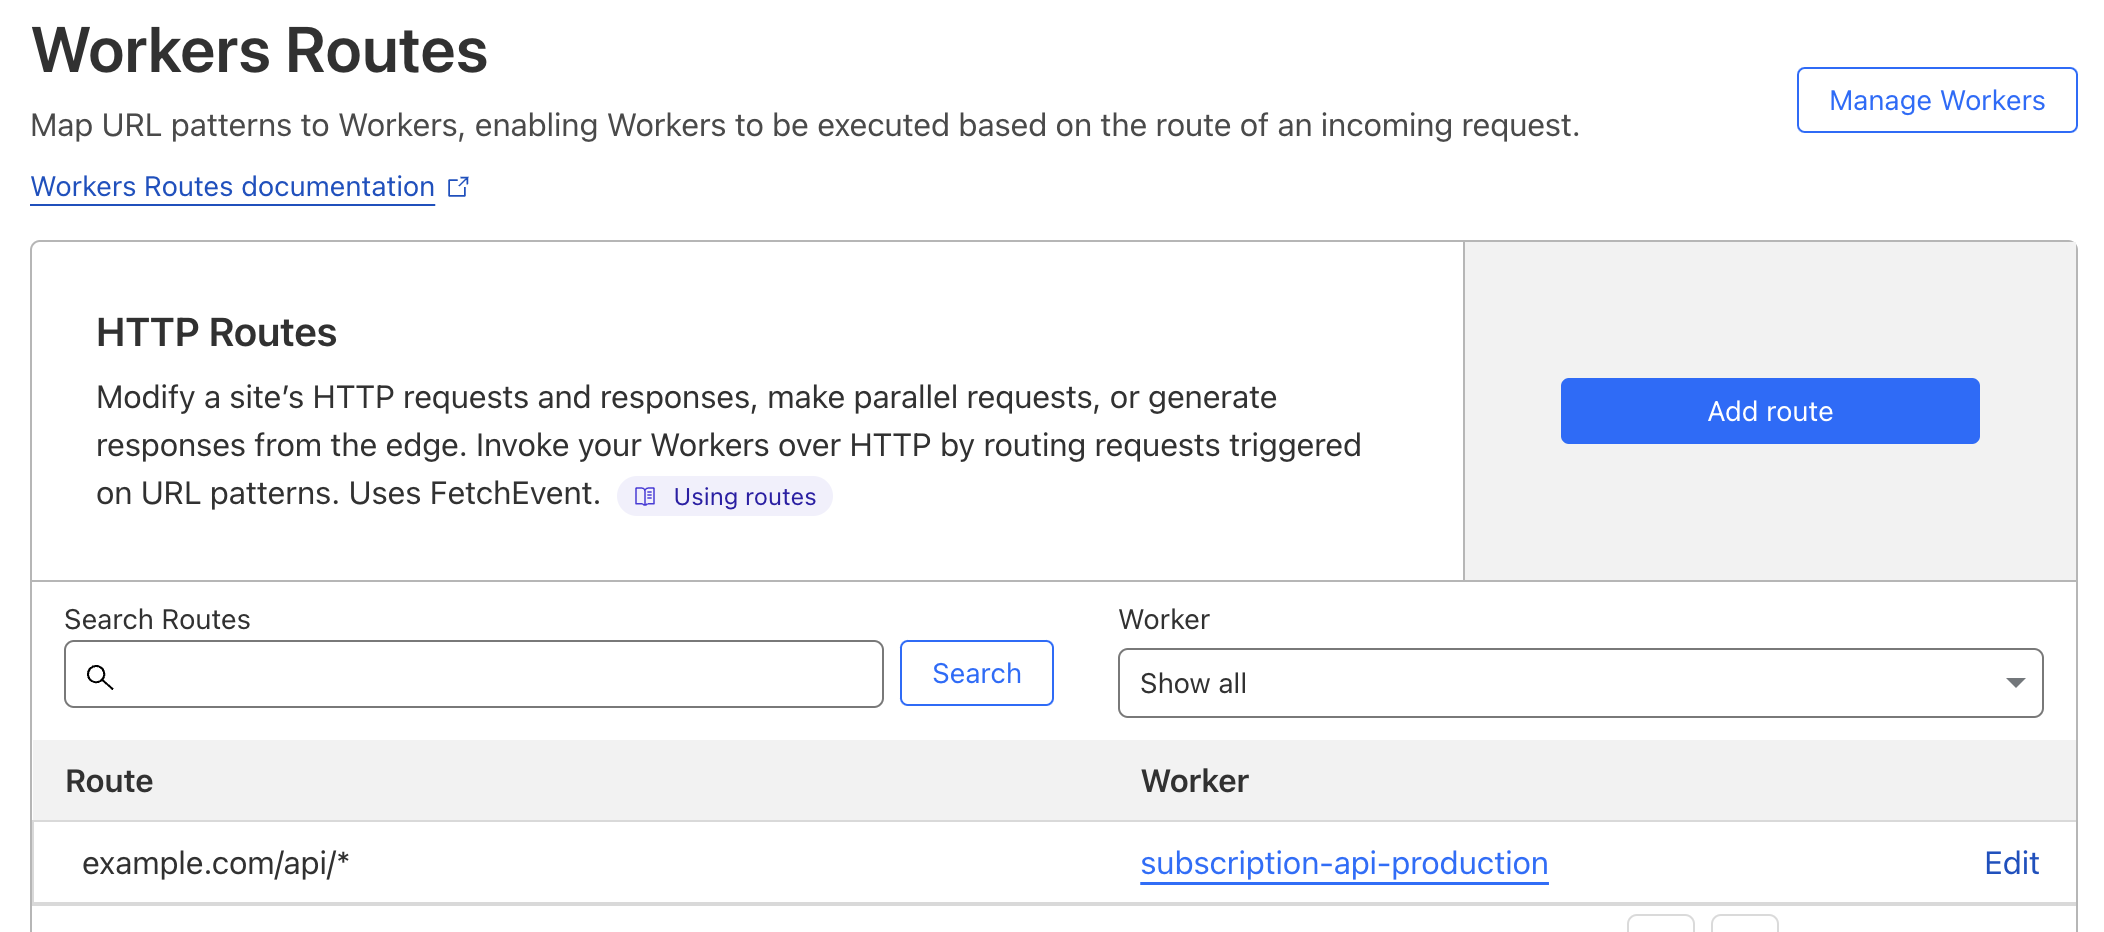 Workers Routes
Manage Workers
Map URL patterns to Workers, enabling Workers to be executed based on the route of an incoming request.
Workers Routes documentation
HTTP Routes
Modify a site’s HTTP requests and responses, make parallel requests, or generate
responses from the edge. Invoke your Workers over HTTP by routing requests triggered
on URL patterns. Uses FetchEvent. Using routes
Add route
Search Routes
Search
Worker
Show all
Route Worker
example.com/api/* subscription-api-production Edit